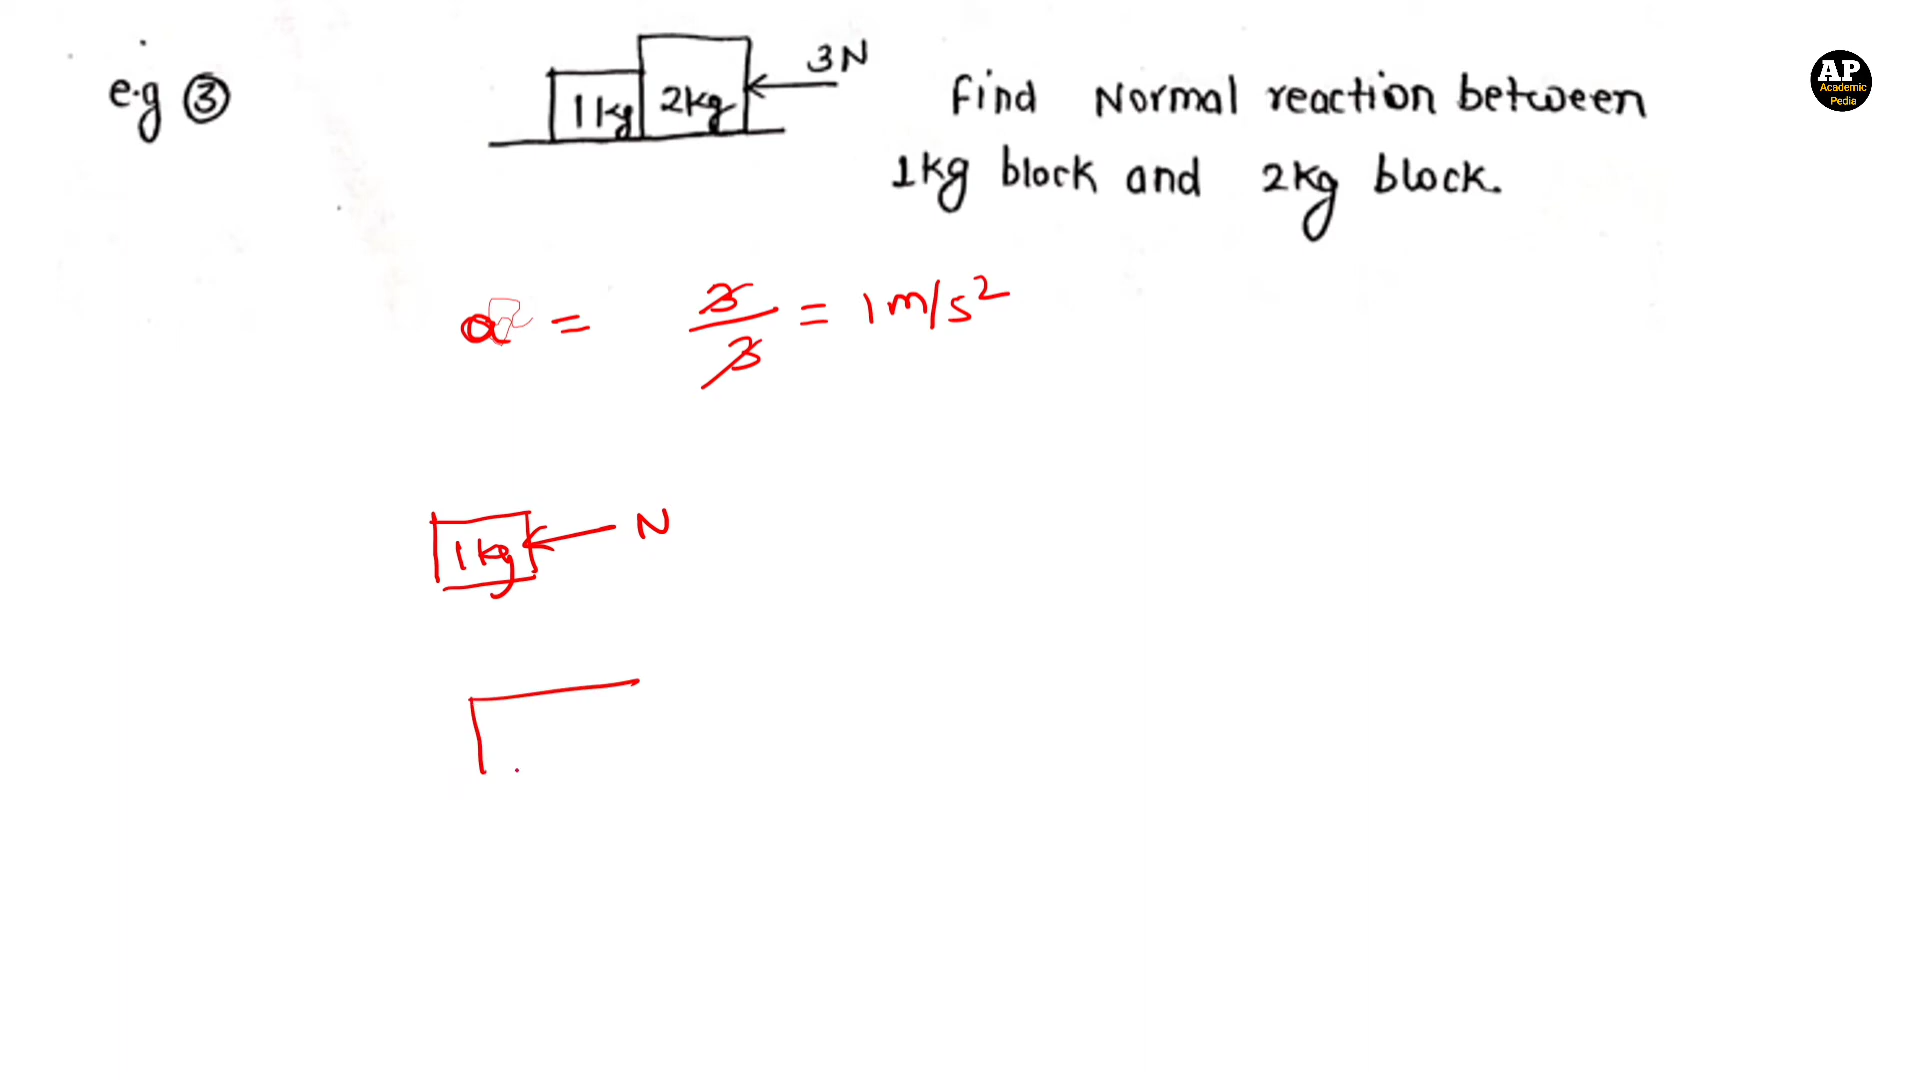 AP
Academic
Pedia
e.g ③
1kg 2kg 3N
Find Normal reaction between
1kg block and 2kg block.
a = 3/3 = 1 m/s²
1kg N